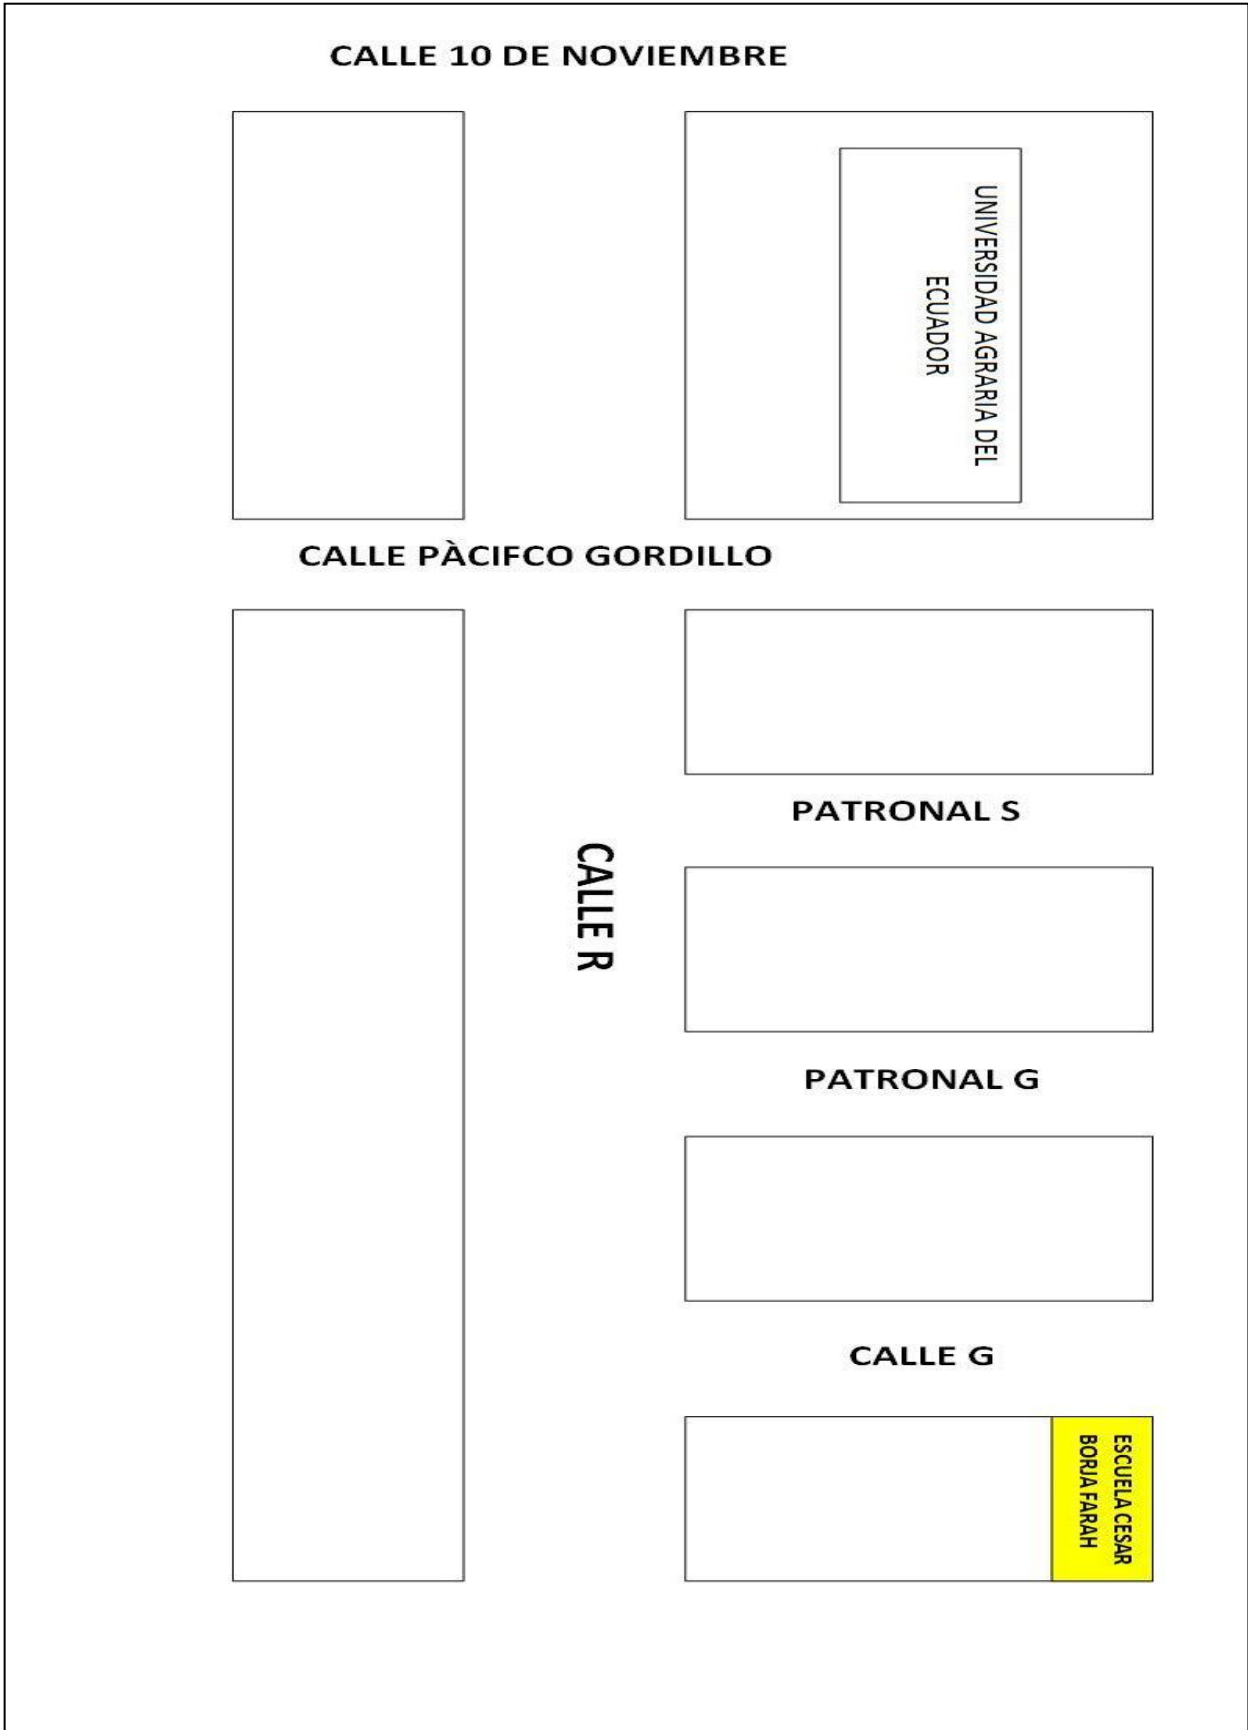 CALLE 10 DE NOVIEMBRE
UNIVERSIDAD AGRARIA DEL
ECUADOR
CALLE PÀCIFCO GORDILLO
PATRONAL S
CALLE R
PATRONAL G
CALLE G
ESCUELA CESAR
BORJA FARAH